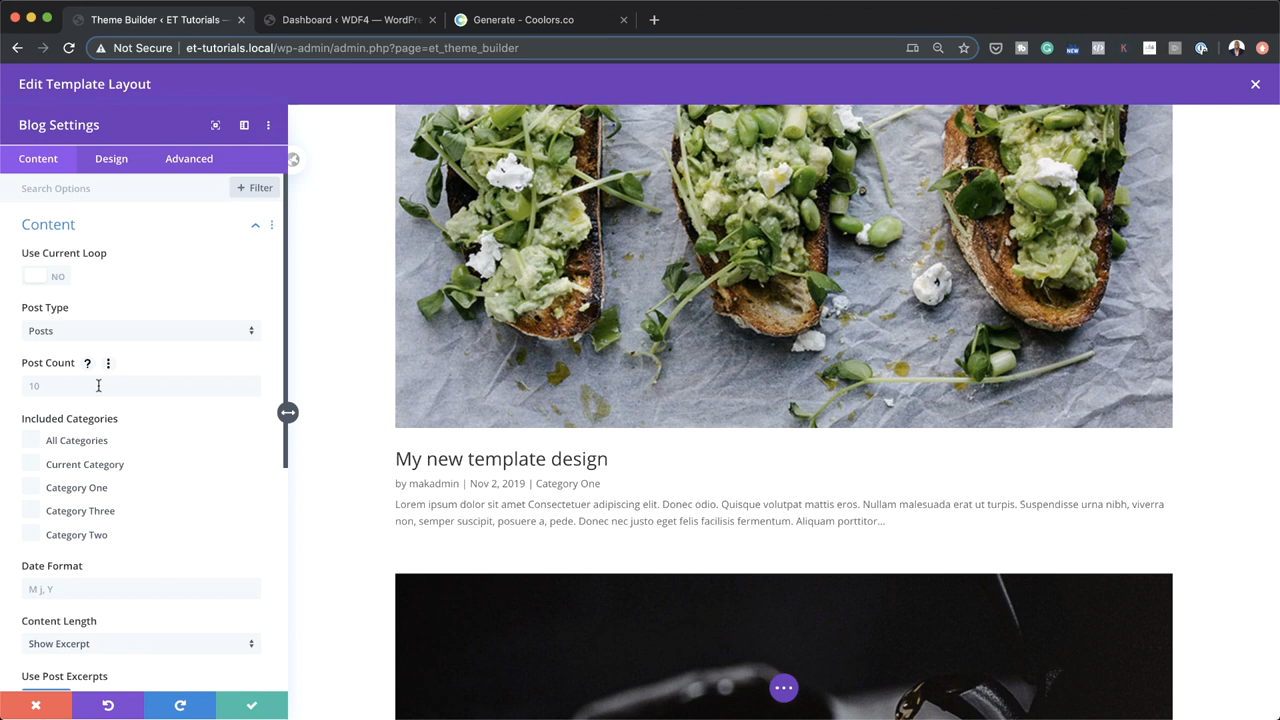 Theme Builder ‹ ET Tutorials —
Dashboard ‹ WDF4 — WordPre
Generate - Coolors.co
Not Secure | et-tutorials.local/wp-admin/admin.php?page=et_theme_builder
Edit Template Layout
Blog Settings
Content
Design
Advanced
Search Options
+ Filter
Content
Use Current Loop
NO
Post Type
Posts
Post Count
?
10
Included Categories
All Categories
Current Category
Category One
Category Three
Category Two
Date Format
M j, Y
Content Length
Show Excerpt
Use Post Excerpts
My new template design
by makadmin | Nov 2, 2019 | Category One
Lorem ipsum dolor sit amet Consectetuer adipiscing elit. Donec odio. Quisque volutpat mattis eros. Nullam malesuada erat ut turpis. Suspendisse urna nibh, viverra
non, semper suscipit, posuere a, pede. Donec nec justo eget felis facilisis fermentum. Aliquam porttitor...